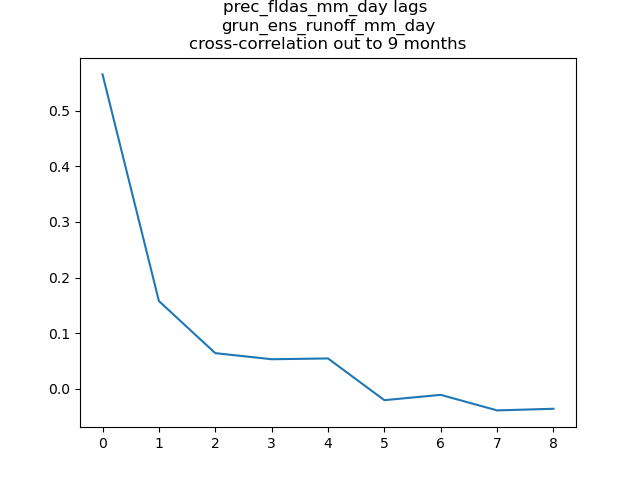 prec_fldas_mm_day lags
grun_ens_runoff_mm_day
cross-correlation out to 9 months
0.5
0.4
0.3
0.2
0.1
0.0
0 1 2 3 4 5 6 7 8